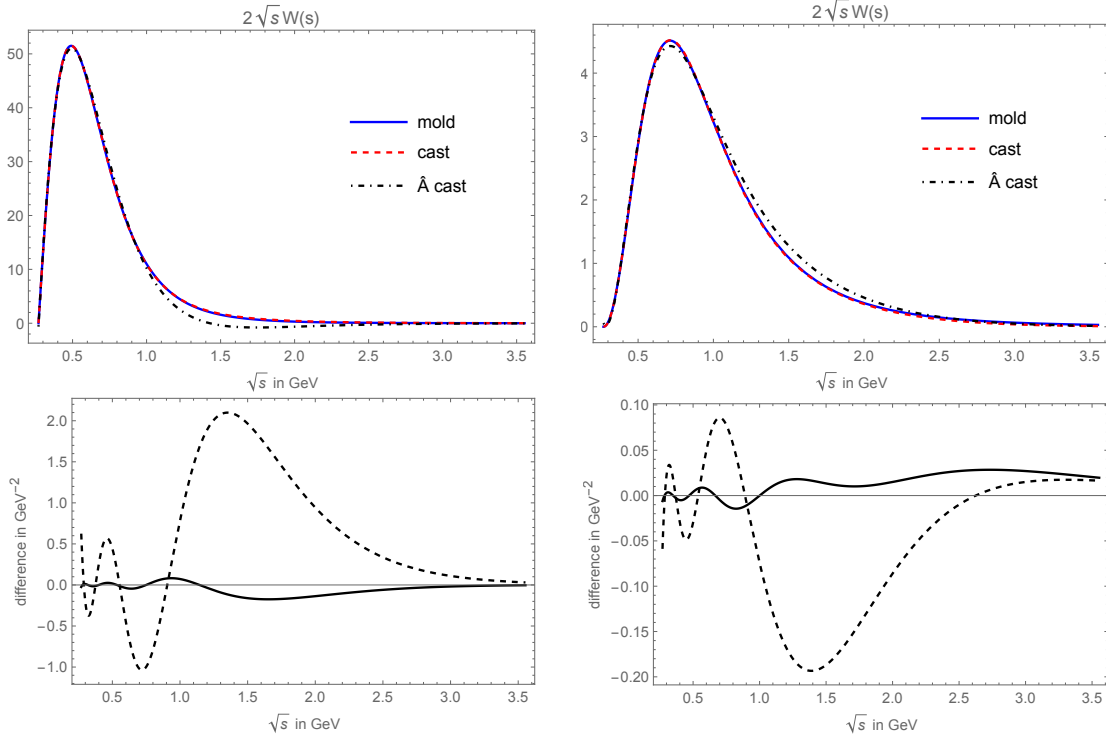 2√s W(s)
50
40
30
20
10
0
mold
cast
Â cast
0.5 1.0 1.5 2.0 2.5 3.0 3.5
√s in GeV
2√s W(s)
4
3
2
1
0
mold
cast
Â cast
0.5 1.0 1.5 2.0 2.5 3.0 3.5
√s in GeV
difference in GeV⁻²
2.0
1.5
1.0
0.5
0.0
−0.5
−1.0
0.5 1.0 1.5 2.0 2.5 3.0 3.5
√s in GeV
difference in GeV⁻²
0.10
0.05
0.00
−0.05
−0.10
−0.15
−0.20
0.5 1.0 1.5 2.0 2.5 3.0 3.5
√s in GeV